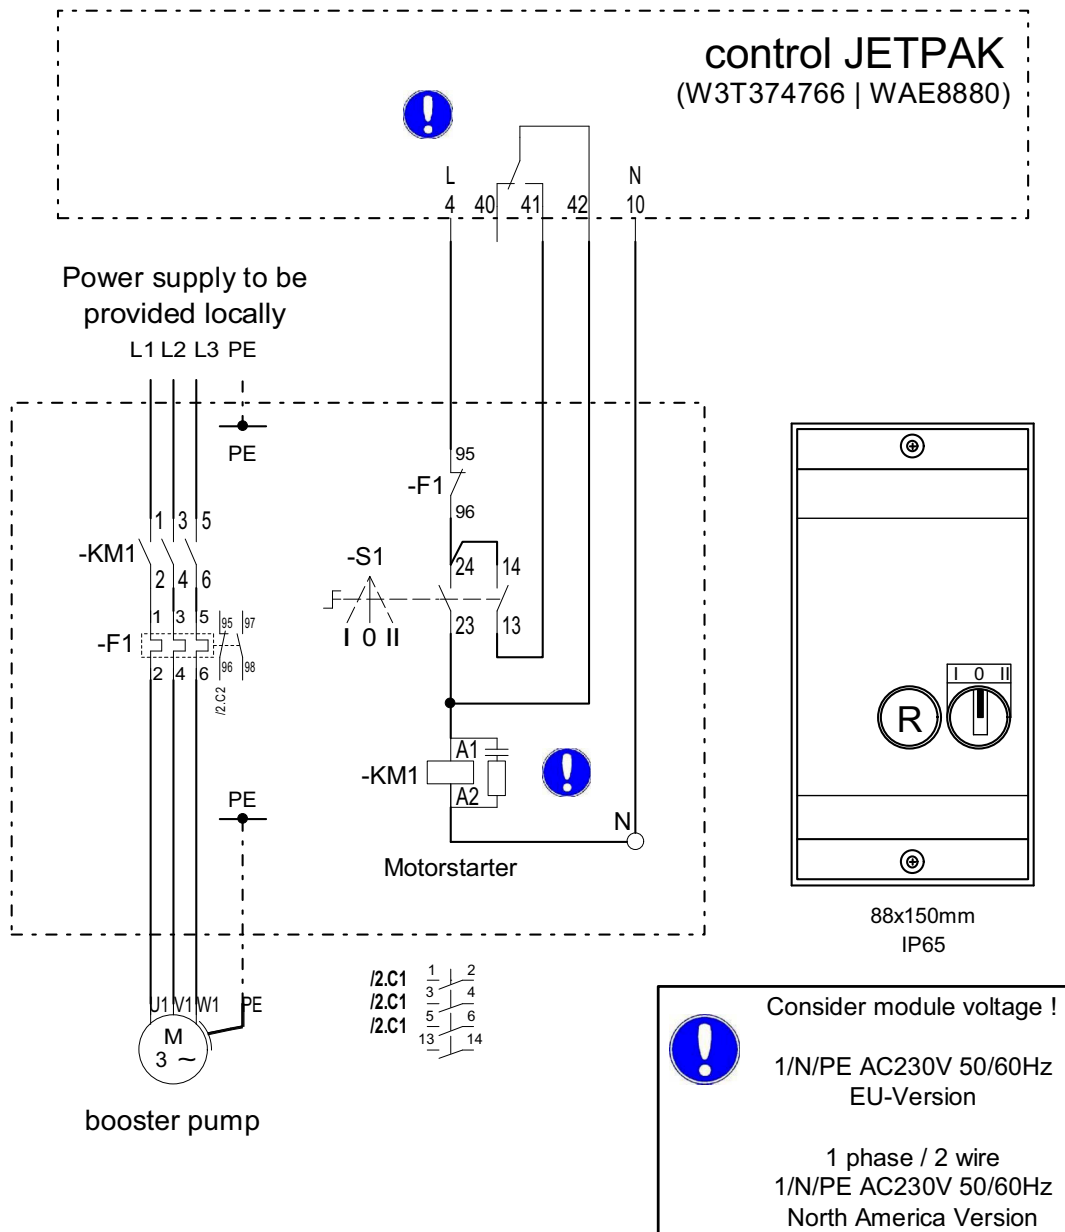 control JETPAK
(W3T374766 | WAE8880)
L N
4 40 41 42 10
Power supply to be
provided locally
L1 L2 L3 PE
PE
95
-F1
96
1 3 5
-KM1
2 4 6
-S1
24 14
I 0 II
23 13
1 3 5 95 97
-F1
2 4 6 96 98
/2.C2
I 0 II
R
A1
-KM1
A2
PE
N
Motorstarter
88x150mm
IP65
/2.C1 1 2
/2.C1 3 4
/2.C1 5 6
13 14
U1 V1 W1 PE
M
3 ~
booster pump
Consider module voltage !
1/N/PE AC230V 50/60Hz
EU-Version
1 phase / 2 wire
1/N/PE AC230V 50/60Hz
North America Version